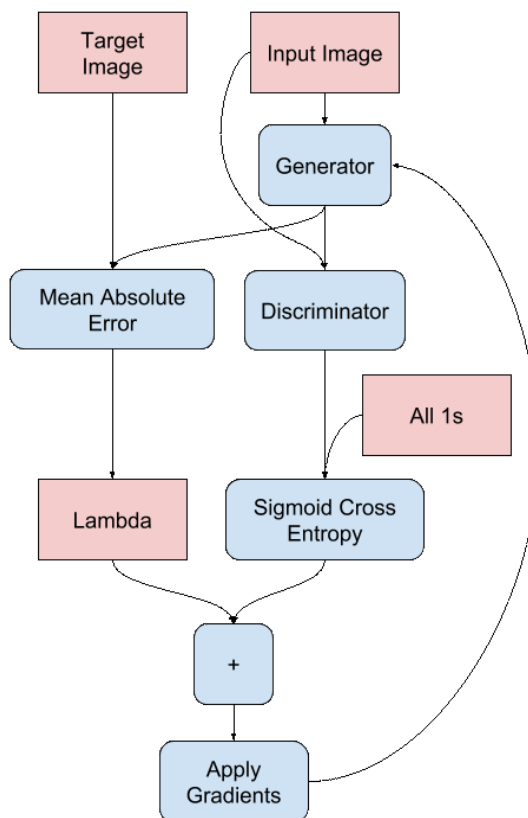 Target
Image
Input Image
Generator
Mean Absolute
Error
Discriminator
All 1s
Lambda
Sigmoid Cross
Entropy
+
Apply
Gradients